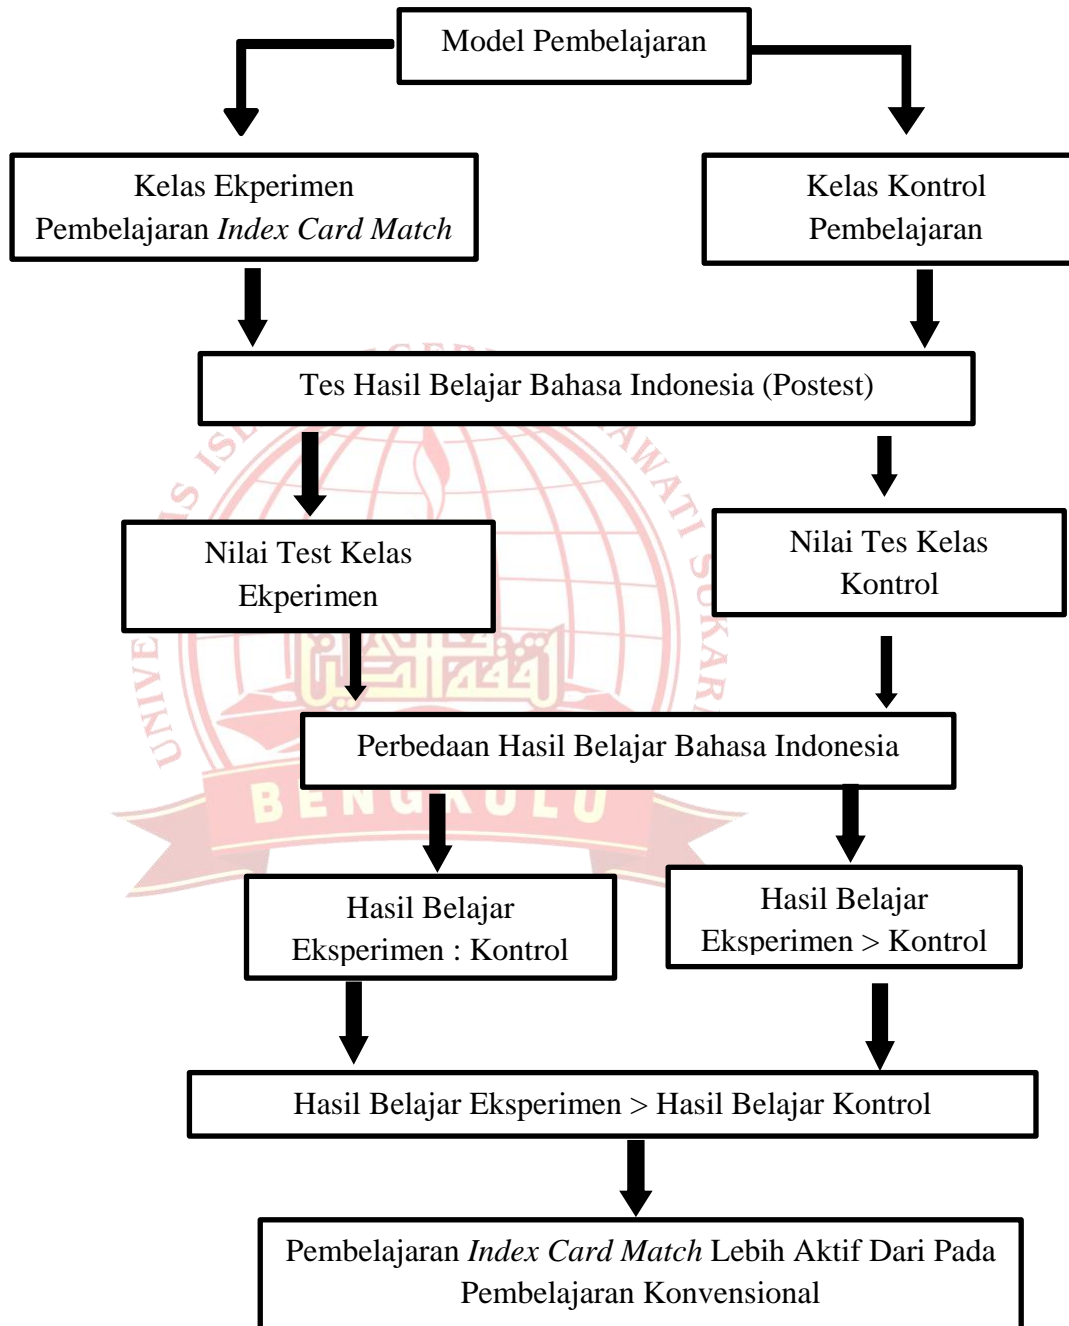 Model Pembelajaran
Kelas Ekperimen
Pembelajaran Index Card Match
Kelas Kontrol
Pembelajaran
Tes Hasil Belajar Bahasa Indonesia (Postest)
Nilai Test Kelas
Ekperimen
Nilai Tes Kelas
Kontrol
Perbedaan Hasil Belajar Bahasa Indonesia
BENGKULU
Hasil Belajar
Eksperimen : Kontrol
Hasil Belajar
Eksperimen > Kontrol
Hasil Belajar Eksperimen > Hasil Belajar Kontrol
Pembelajaran Index Card Match Lebih Aktif Dari Pada
Pembelajaran Konvensional